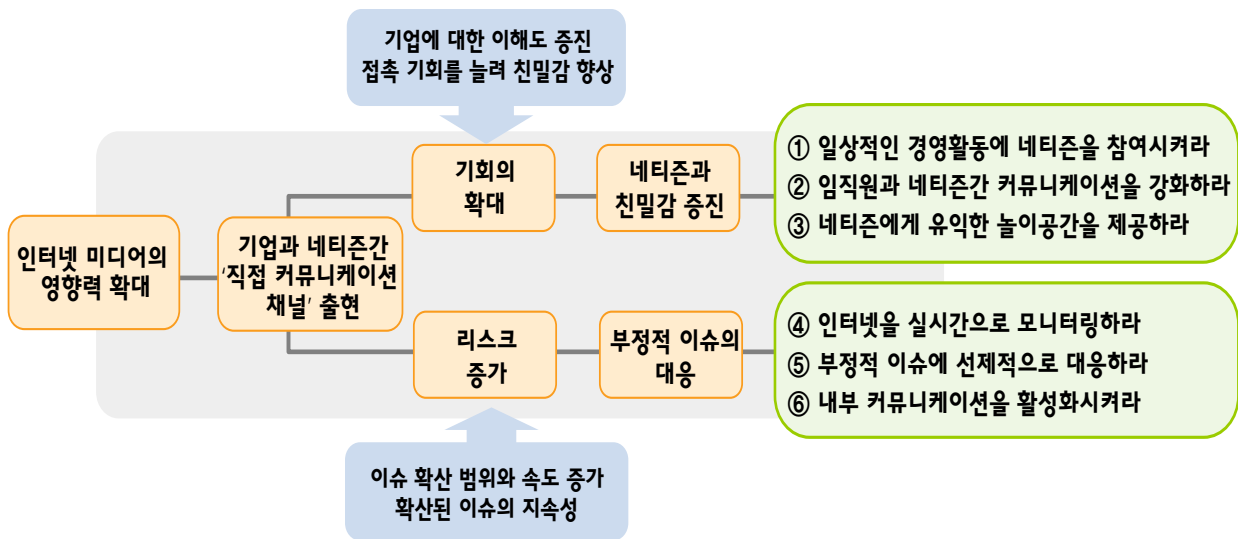 기업에 대한 이해도 증진
접촉 기회를 늘려 친밀감 향상
인터넷 미디어의
영향력 확대
기업과 네티즌간
'직접 커뮤니케이션
채널' 출현
기회의
확대
네티즌과
친밀감 증진
① 일상적인 경영활동에 네티즌을 참여시켜라
② 임직원과 네티즌간 커뮤니케이션을 강화하라
③ 네티즌에게 유익한 놀이공간을 제공하라
리스크
증가
부정적 이슈의
대응
④ 인터넷을 실시간으로 모니터링하라
⑤ 부정적 이슈에 선제적으로 대응하라
⑥ 내부 커뮤니케이션을 활성화시켜라
이슈 확산 범위와 속도 증가
확산된 이슈의 지속성